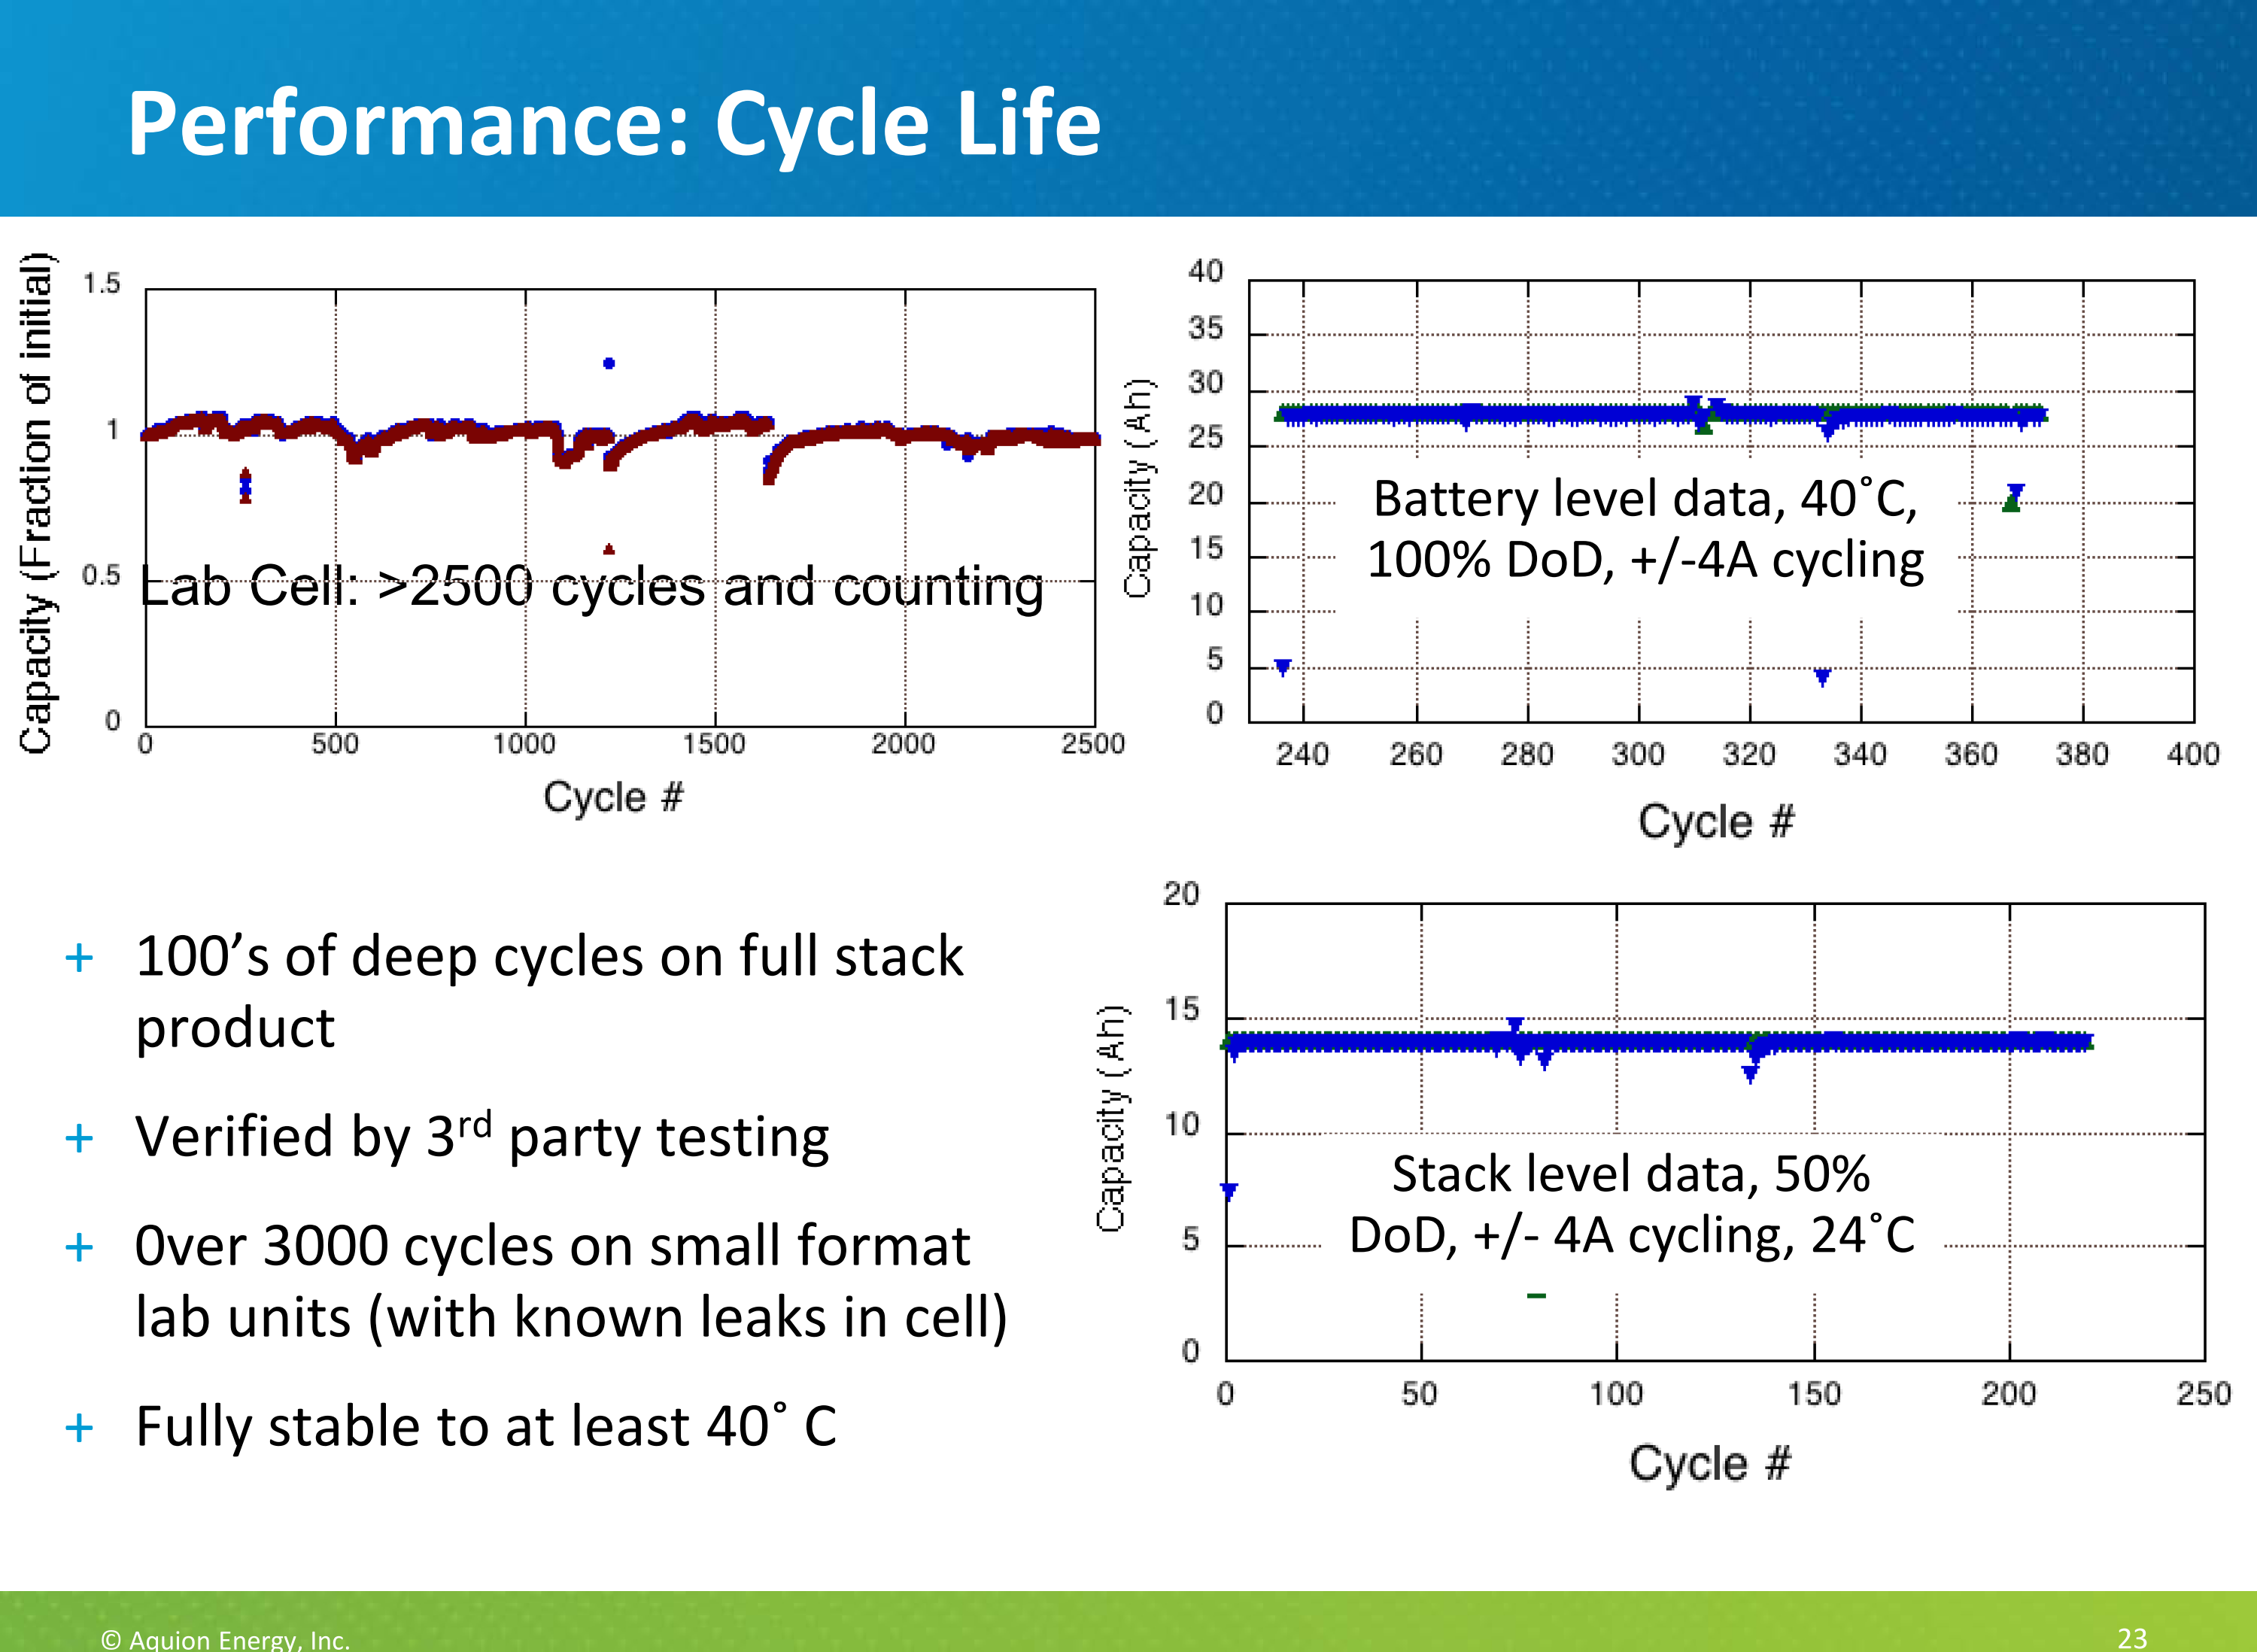 Performance: Cycle Life
Capacity (Fraction of initial)
1.5
1
0.5
0
Lab Cell: >2500 cycles and counting
0 500 1000 1500 2000 2500
Cycle #
Capacity (Ah)
40
35
30
25
20
15
10
5
0
Battery level data, 40˚C,
100% DoD, +/-4A cycling
240 260 280 300 320 340 360 380 400
Cycle #
+ 100’s of deep cycles on full stack
product
+ Verified by 3rd party testing
+ 0ver 3000 cycles on small format
lab units (with known leaks in cell)
+ Fully stable to at least 40˚ C
Capacity (Ah)
20
15
10
5
0
Stack level data, 50%
DoD, +/- 4A cycling, 24˚C
0 50 100 150 200 250
Cycle #
© Aquion Energy, Inc.
23